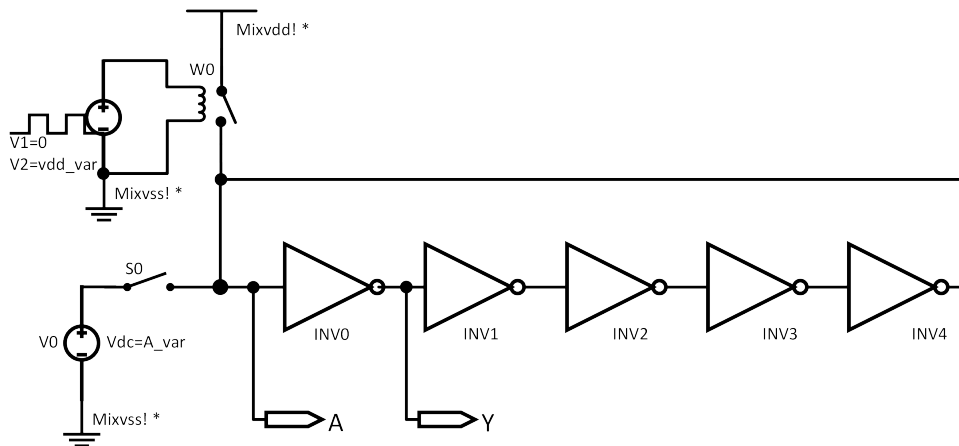 Mixvdd! *
W0
V1=0
V2=vdd_var
Mixvss! *
S0
V0
Vdc=A_var
INV0
INV1
INV2
INV3
INV4
Mixvss! *
A
Y